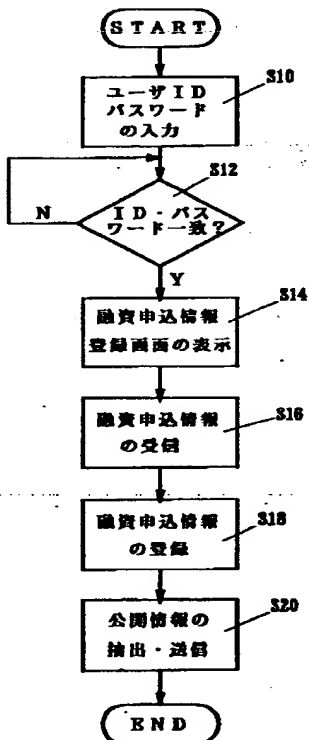 START
S10
ユーザID
パスワード
の入力
S12
N
ID・パス
ワード一致?
Y
S14
融資申込情報
登録画面の表示
S16
融資申込情報
の受信
S18
融資申込情報
の登録
S20
公開情報の
抽出・送信
END